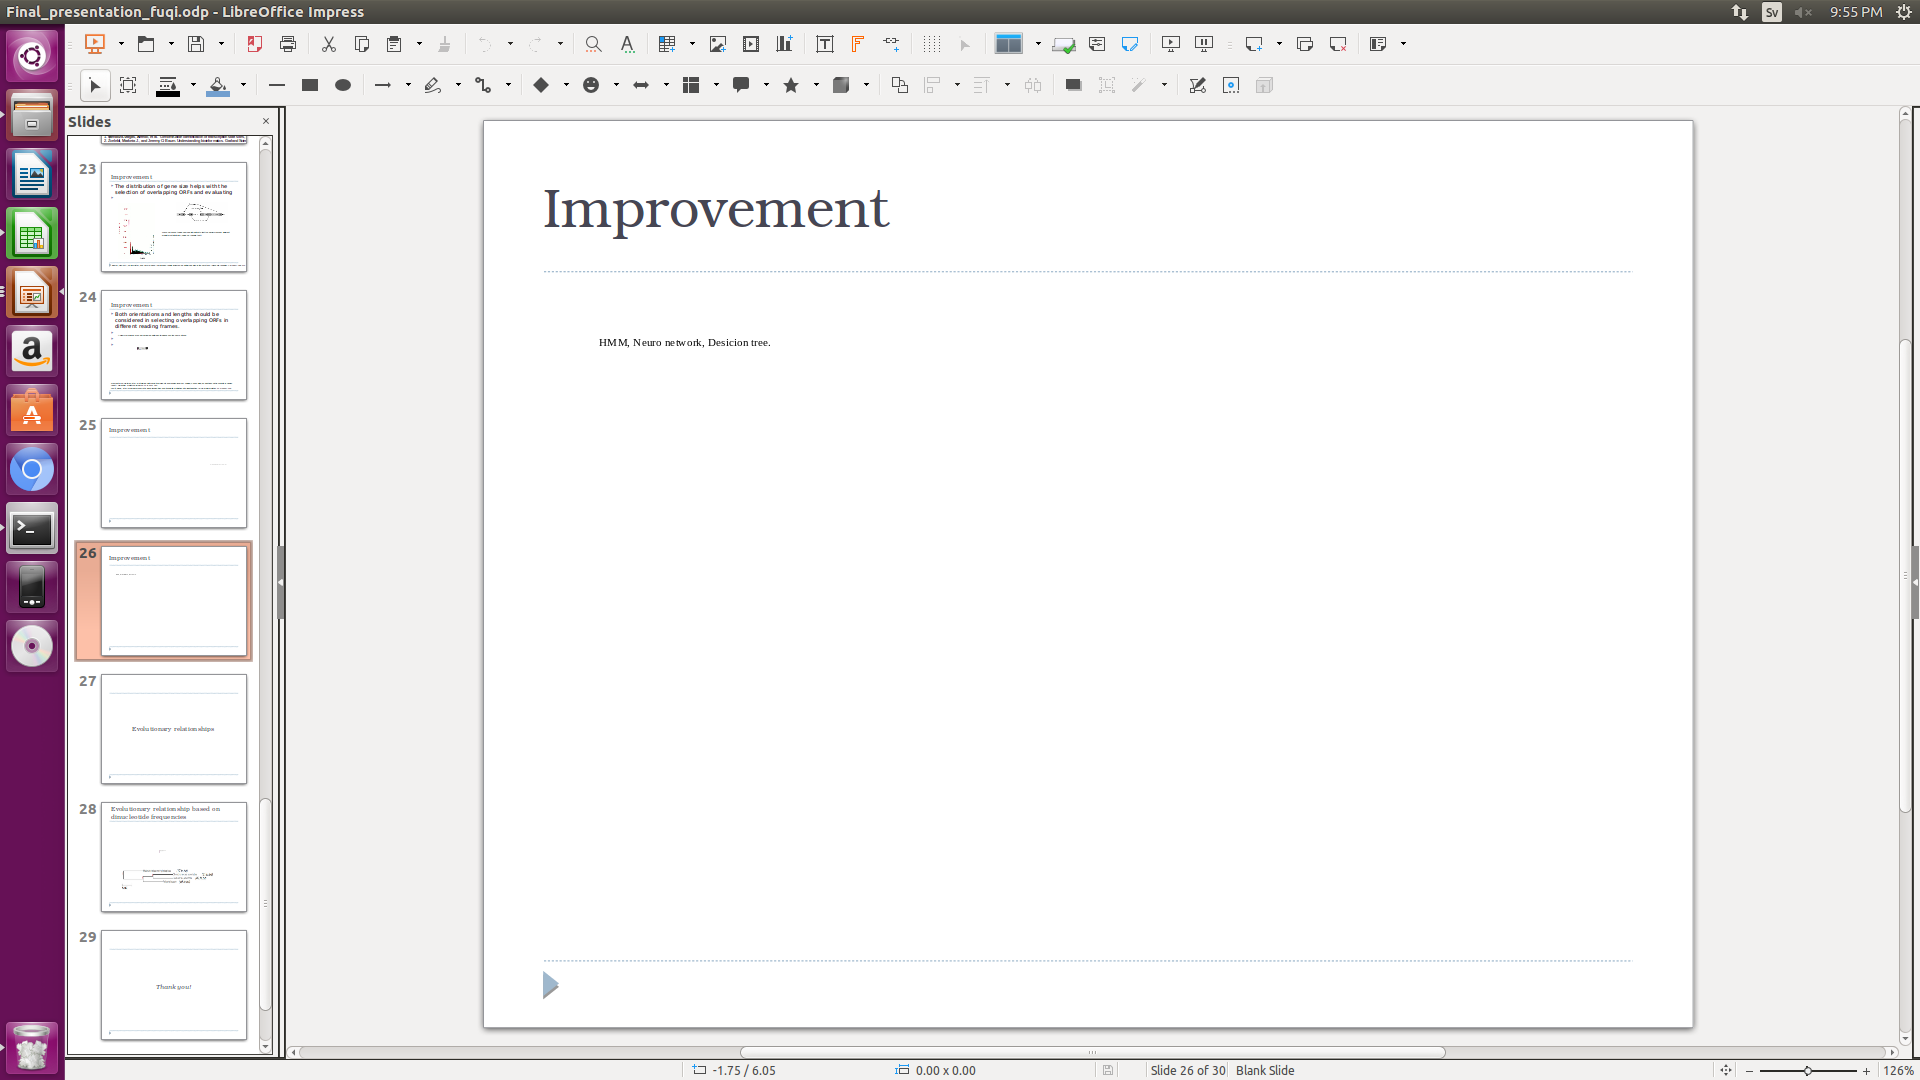 Final_presentation_fuqi.odp - LibreOffice Impress
Sv
9:55 PM
Slides
23
Improvement
The distribution of gene size helps with the
selection of overlapping ORFs and evaluating
24
Improvement
Both orientations and lengths should be
considered in selecting overlapping ORFs in
different reading frames.
25
Improvement
26
Improvement
27
Evolutionary relationships
28
Evolutionary relationship based on
dinucleotide frequencies
29
Thank you!
Improvement
HMM, Neuro network, Desicion tree.
-1.75 / 6.05
0.00 x 0.00
Slide 26 of 30
Blank Slide
126%